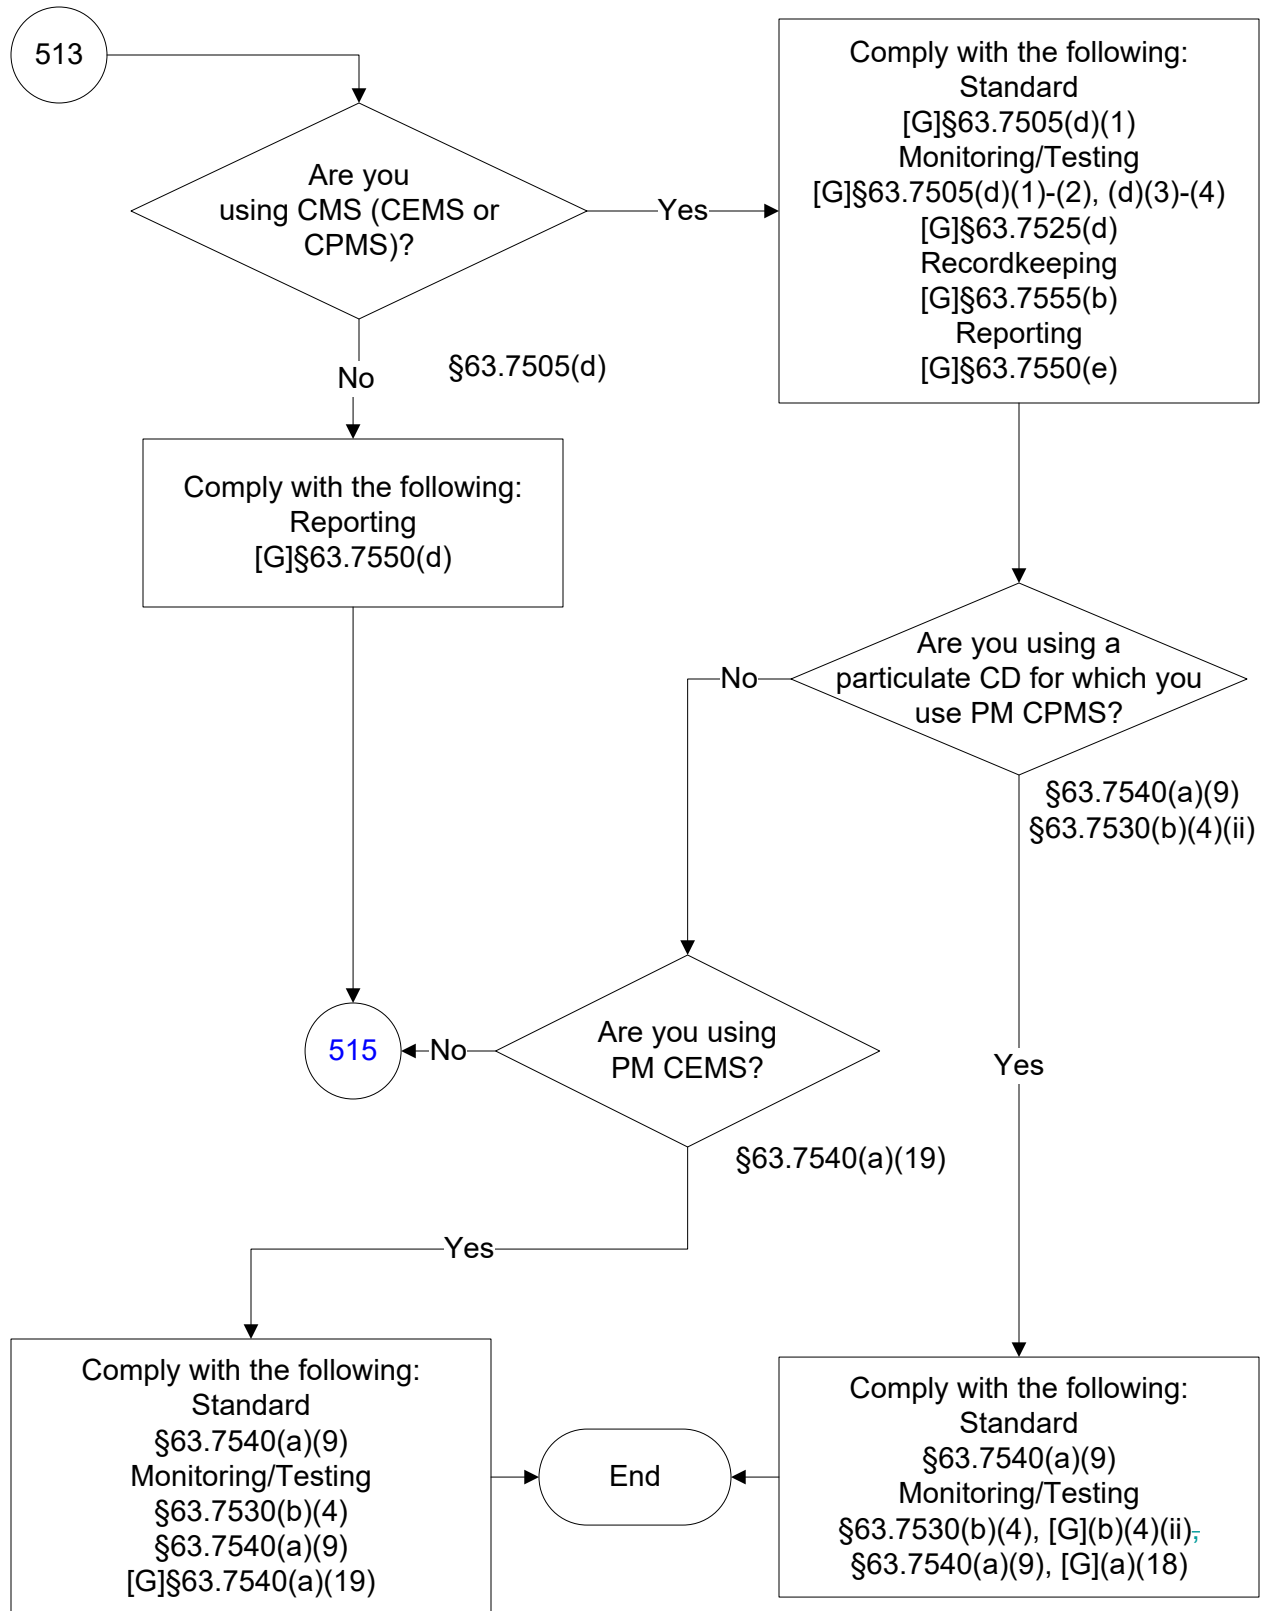 513
Are you
using CMS (CEMS or
CPMS)?
Yes
Comply with the following:
Standard
[G]§63.7505(d)(1)
Monitoring/Testing
[G]§63.7505(d)(1)-(2), (d)(3)-(4)
[G]§63.7525(d)
Recordkeeping
[G]§63.7555(b)
Reporting
[G]§63.7550(e)
No
§63.7505(d)
Comply with the following:
Reporting
[G]§63.7550(d)
Are you using a
particulate CD for which you
use PM CPMS?
No
§63.7540(a)(9)
§63.7530(b)(4)(ii)
Are you using
PM CEMS?
No
515
Yes
§63.7540(a)(19)
Yes
Comply with the following:
Standard
§63.7540(a)(9)
Monitoring/Testing
§63.7530(b)(4)
§63.7540(a)(9)
[G]§63.7540(a)(19)
End
Comply with the following:
Standard
§63.7540(a)(9)
Monitoring/Testing
§63.7530(b)(4), [G](b)(4)(ii),
§63.7540(a)(9), [G](a)(18)